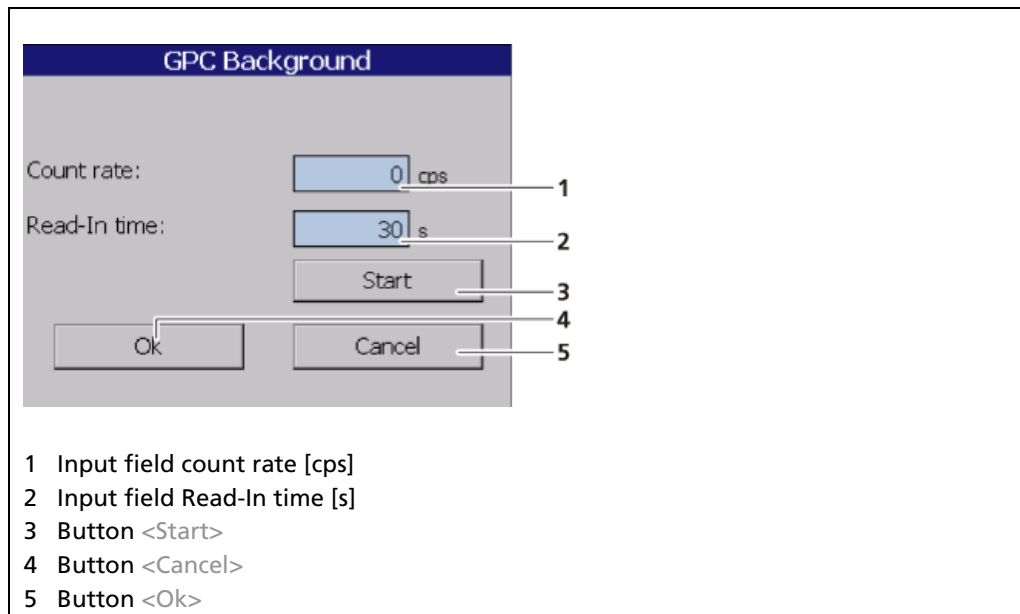 GPC Background
Count rate:
0 cps
1
Read-In time:
30 s
2
Start
3
4
Ok
Cancel
5
1 Input field count rate [cps]
2 Input field Read-In time [s]
3 Button <Start>
4 Button <Cancel>
5 Button <Ok>